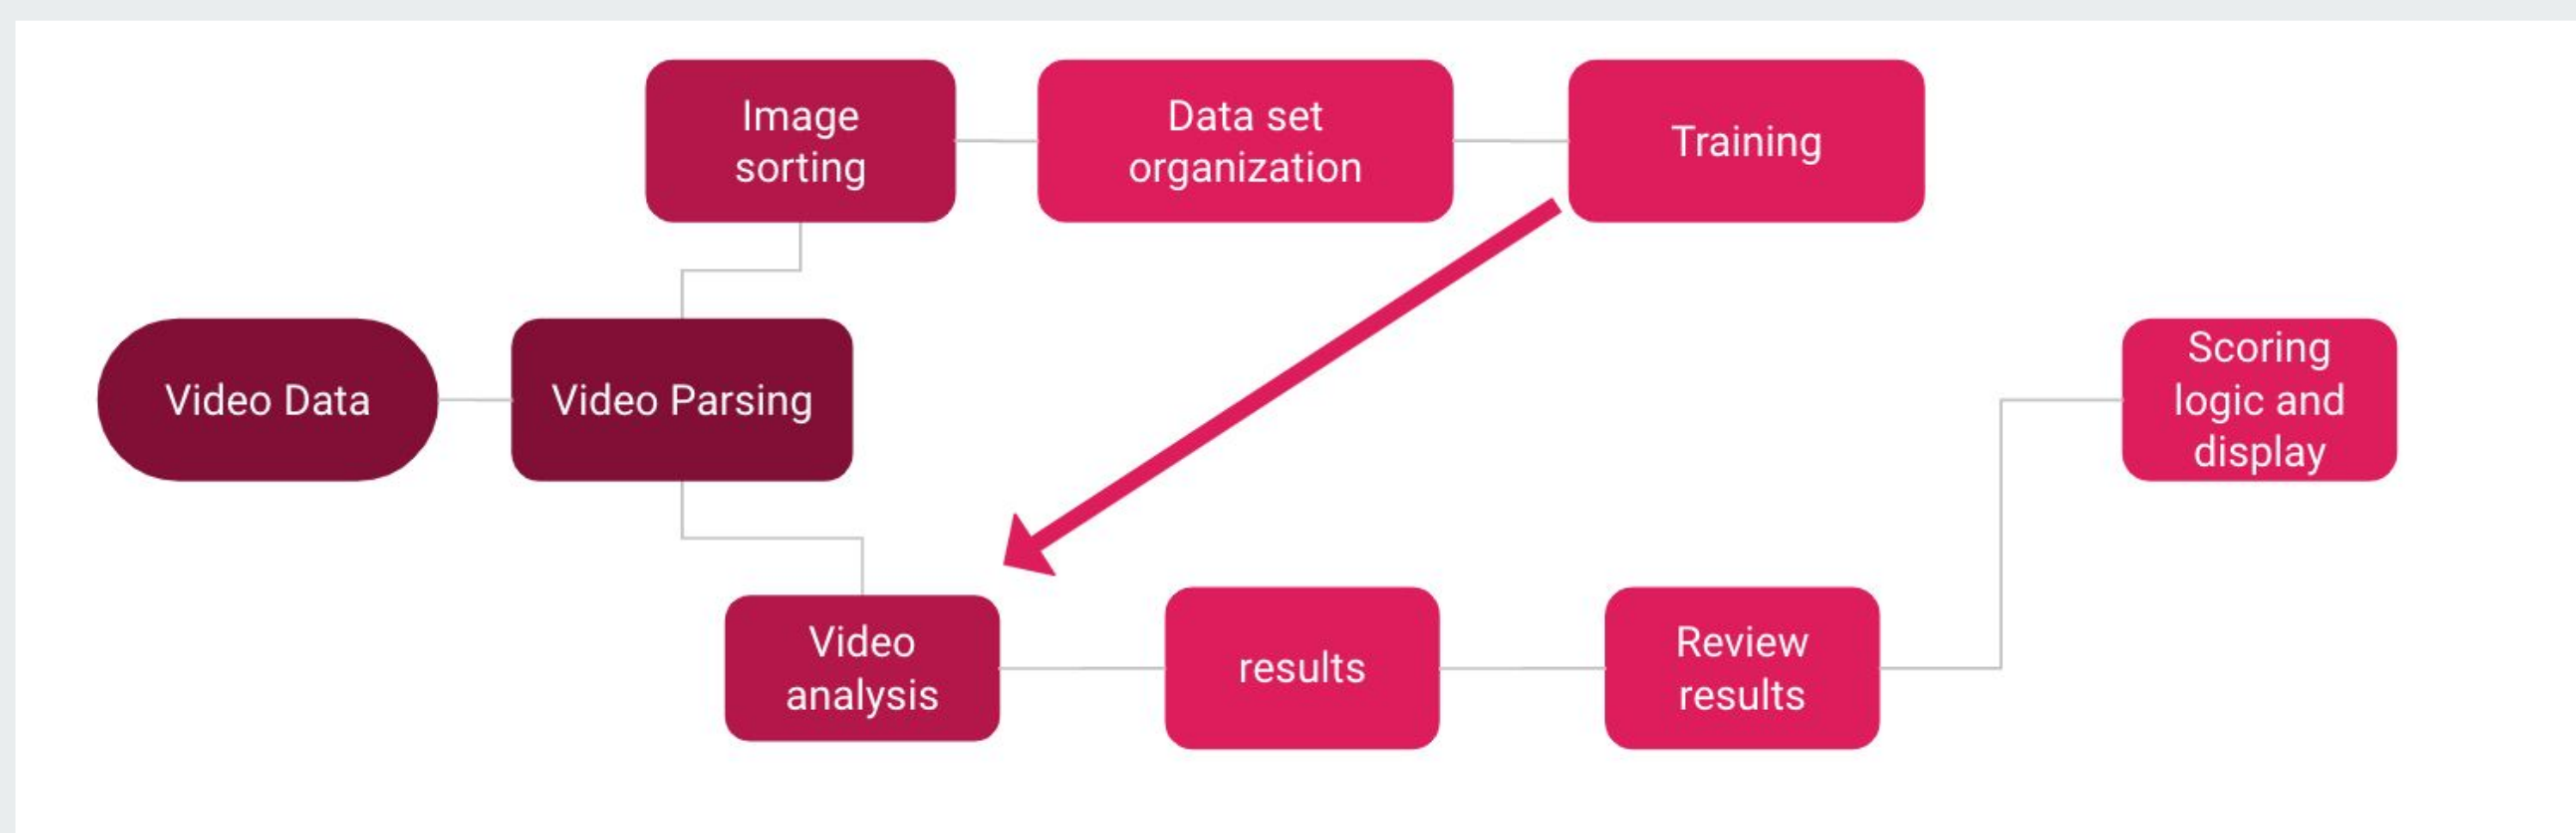 Image
sorting
Data set
organization
Training
Video Data
Video Parsing
Scoring
logic and
display
Video
analysis
results
Review
results